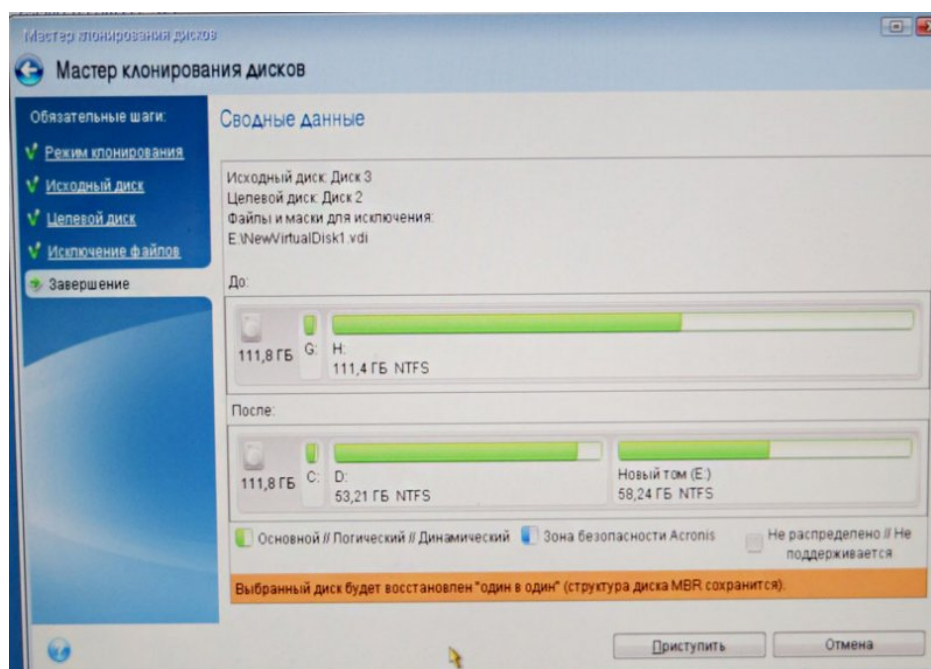 Мастер клонирования дисков
Мастер клонирования дисков
Обязательные шаги:
Режим клонирования
Исходный диск
Целевой диск
Исключение файлов
Завершение
Сводные данные
Исходный диск: Диск 3
Целевой диск: Диск 2
Файлы и маски для исключения:
E:\NewVirtualDisk1.vdi
До:
111,8 ГБ
G:
H:
111,4 ГБ NTFS
После:
111,8 ГБ
C:
D:
53,21 ГБ NTFS
Новый том (E:)
58,24 ГБ NTFS
Основной // Логический // Динамический
Зона безопасности Acronis
Не распределено // Не
поддерживается
Выбранный диск будет восстановлен "один в один" (структура диска MBR сохранится).
Приступить
Отмена